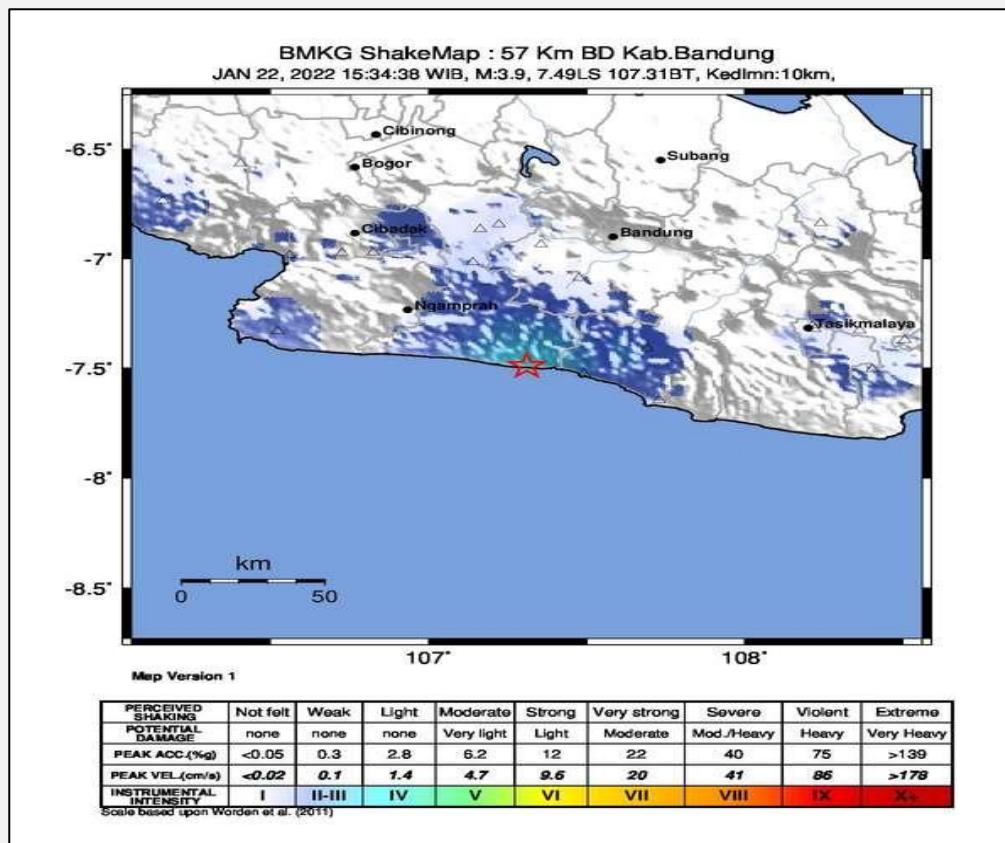 BMKG ShakeMap : 57 Km BD Kab.Bandung
JAN 22, 2022 15:34:38 WIB, M:3.9, 7.49LS 107.31BT, Kedlmn:10km,
Cibinong
-6.5°
Bogor
Subang
Cibadak
Bandung
-7°
Ngamprah
Tasikmalaya
-7.5°
-8°
km
0 50
-8.5°
107° 108°
Map Version 1
PERCEIVED SHAKING Not felt Weak Light Moderate Strong Very strong Severe Violent Extreme
POTENTIAL DAMAGE none none none Very light Light Moderate Mod./Heavy Heavy Very Heavy
PEAK ACC.(%g) <0.05 0.3 2.8 6.2 12 22 40 75 >139
PEAK VEL.(cm/s) <0.02 0.1 1.4 4.7 9.6 20 41 86 >178
INSTRUMENTAL INTENSITY I II-III IV V VI VII VIII IX X+
Scale based upon Worden et al. (2011)